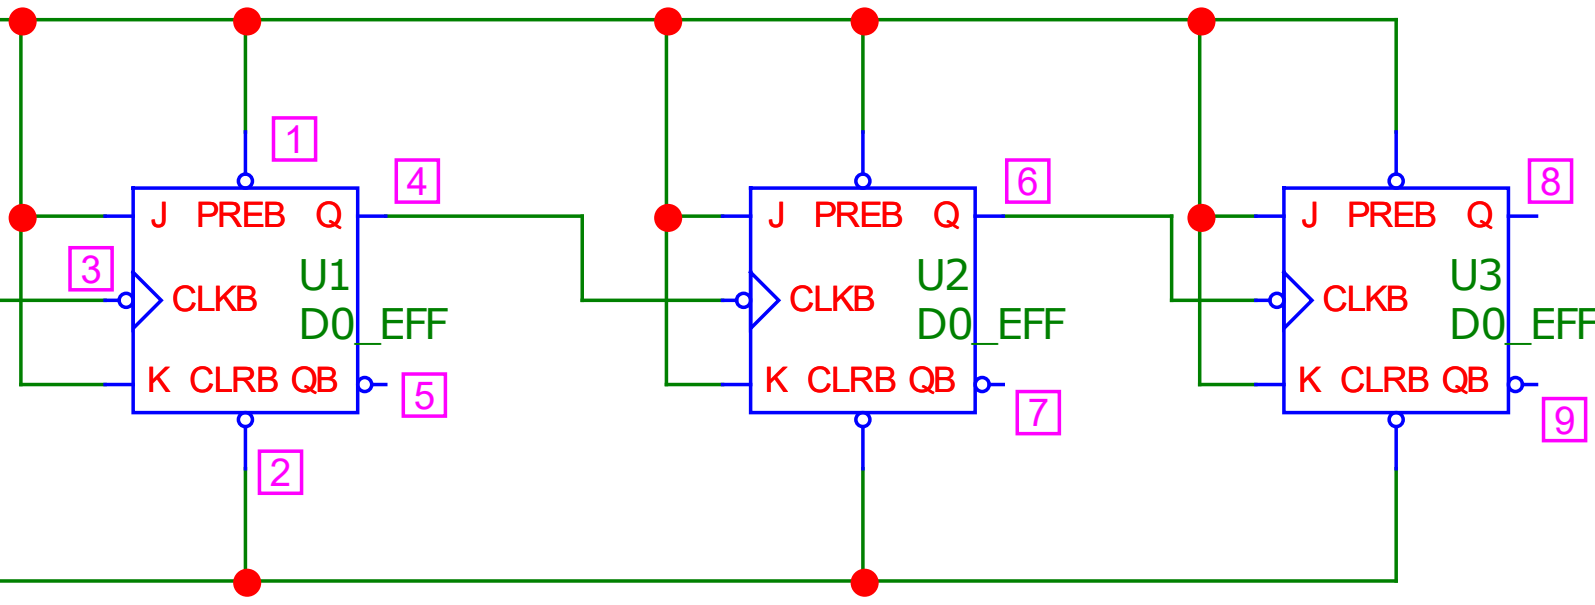 1
4
6
8
J PREB Q
J PREB Q
J PREB Q
3
CLKB
U1
CLKB
U2
CLKB
U3
D0_EFF
D0_EFF
D0_EFF
K CLRB QB
5
K CLRB QB
7
K CLRB QB
9
2